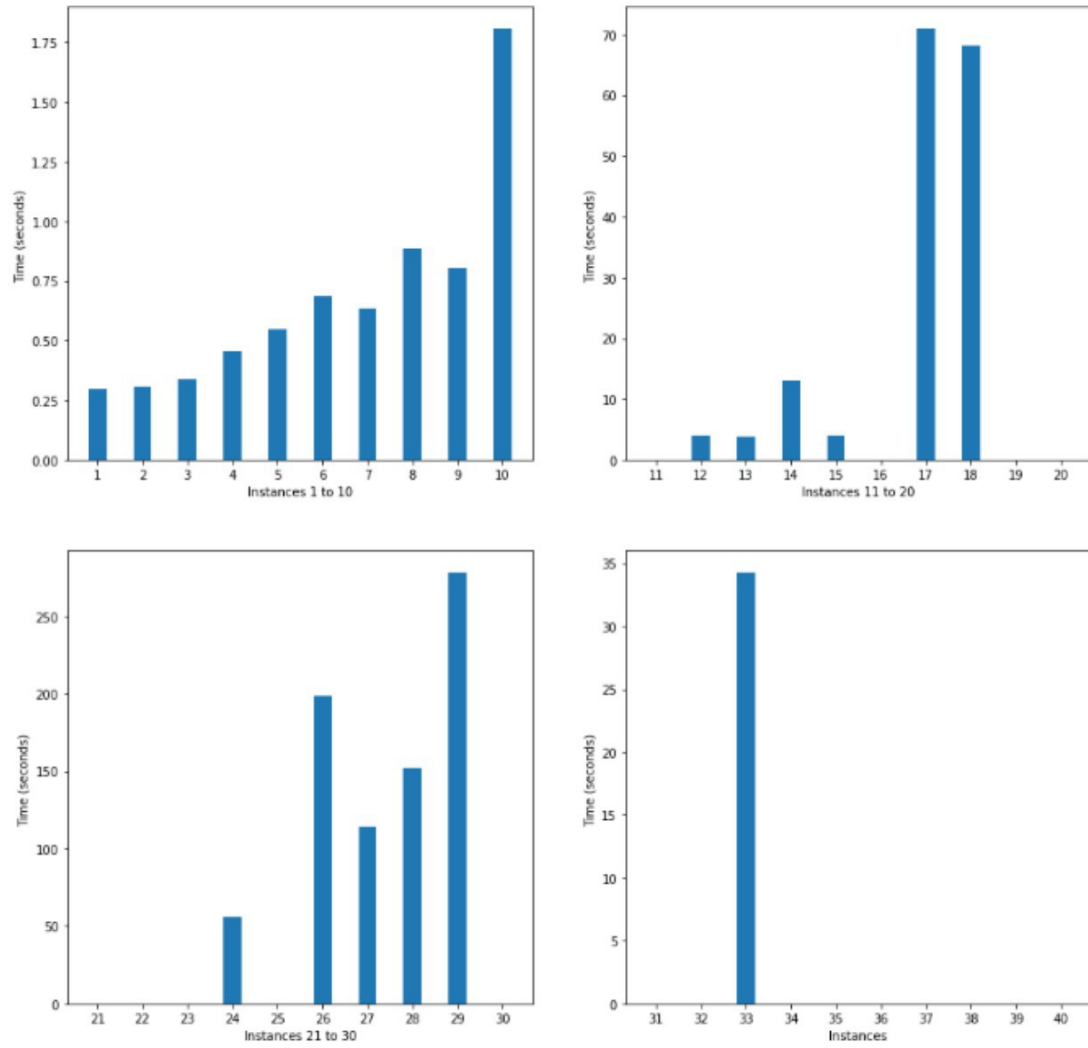 1.75
1.50
1.25
1.00
0.75
0.50
0.25
0.00
Time (seconds)
1 2 3 4 5 6 7 8 9 10
Instances 1 to 10
70
60
50
40
30
20
10
0
Time (seconds)
11 12 13 14 15 16 17 18 19 20
Instances 11 to 20
250
200
150
100
50
0
Time (seconds)
21 22 23 24 25 26 27 28 29 30
Instances 21 to 30
35
30
25
20
15
10
5
0
Time (seconds)
31 32 33 34 35 36 37 38 39 40
Instances